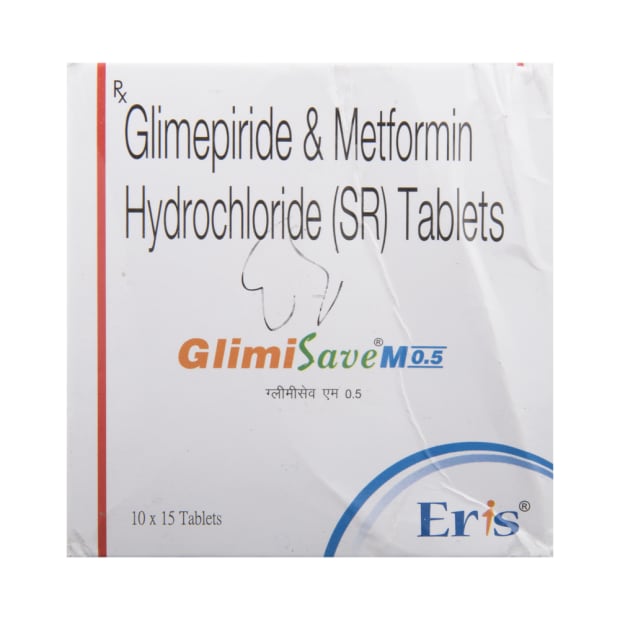 Rx
Glimepiride & Metformin
Hydrochloride (SR) Tablets
GlimiSave®M 0.5
ग्लीमीसेव एम 0.5
10 x 15 Tablets
Eris®